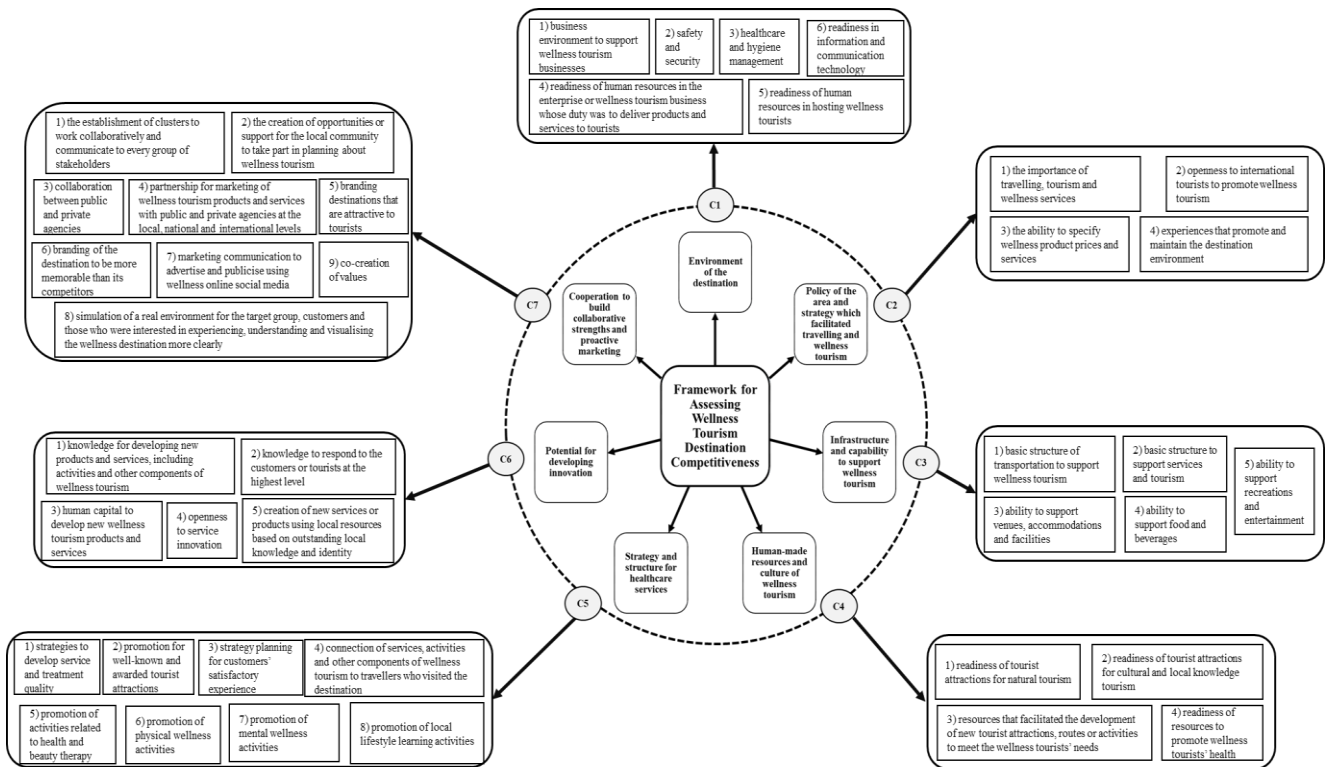 1) business
environment to support
wellness tourism
businesses
2) safety
and
security
3) healthcare
and hygiene
management
6) readiness in
information and
communication
technology
4) readiness of human resources in the
enterprise or wellness tourism business
whose duty was to deliver products and
services to tourists
5) readiness of human
resources in hosting wellness
tourists
1) the establishment of clusters to
work collaboratively and
communicate to every group of
stakeholders
2) the creation of opportunities or
support for the local community
to take part in planning about
wellness tourism
3) collaboration
between public
and private
agencies
4) partnership for marketing of
wellness tourism products and services
with public and private agencies at the
local, national and international levels
5) branding
destinations that
are attractive to
tourists
6) branding of the
destination to be more
memorable than its
competitors
7) marketing communication to
advertise and publicise using
wellness online social media
9) co-creation
of values
8) simulation of a real environment for the target group, customers and
those who were interested in experiencing, understanding and visualising
the wellness destination more clearly
1) the importance of
travelling, tourism and
wellness services
2) openness to international
tourists to promote wellness
tourism
3) the ability to specify
wellness product prices and
services
4) experiences that promote and
maintain the destination
environment
C1
C2
C7
Environment
of the
destination
Cooperation to
build
collaborative
strengths and
proactive
marketing
Policy of the
area and
strategy which
facilitated
travelling and
wellness
tourism
Framework for
Assessing
Wellness
Tourism
Destination
Competitiveness
Potential for
developing
innovation
Infrastructure
and capability
to support
wellness
tourism
C6
C3
Strategy and
structure for
healthcare
services
Human-made
resources and
culture of
wellness
tourism
C5
C4
1) knowledge for developing new
products and services, including
activities and other components of
wellness tourism
2) knowledge to respond to the
customers or tourists at the
highest level
3) human capital to
develop new wellness
tourism products and
services
4) openness
to service
innovation
5) creation of new services or
products using local resources
based on outstanding local
knowledge and identity
1) basic structure of
transportation to support
wellness tourism
2) basic structure to
support services
and tourism
5) ability to
support
recreations
and
entertainment
3) ability to support
venues, accommodations
and facilities
4) ability to
support food and
beverages
1) strategies to
develop service
and treatment
quality
2) promotion for
well-known and
awarded tourist
attractions
3) strategy planning
for customers'
satisfactory
experience
4) connection of services, activities
and other components of wellness
tourism to travellers who visited the
destination
5) promotion of
activities related
to health and
beauty therapy
6) promotion of
physical wellness
activities
7) promotion of
mental wellness
activities
8) promotion of local
lifestyle learning activities
1) readiness of tourist
attractions for natural tourism
2) readiness of tourist attractions
for cultural and local knowledge
tourism
3) resources that facilitated the development
of new tourist attractions, routes or activities
to meet the wellness tourists' needs
4) readiness of
resources to
promote wellness
tourists' health